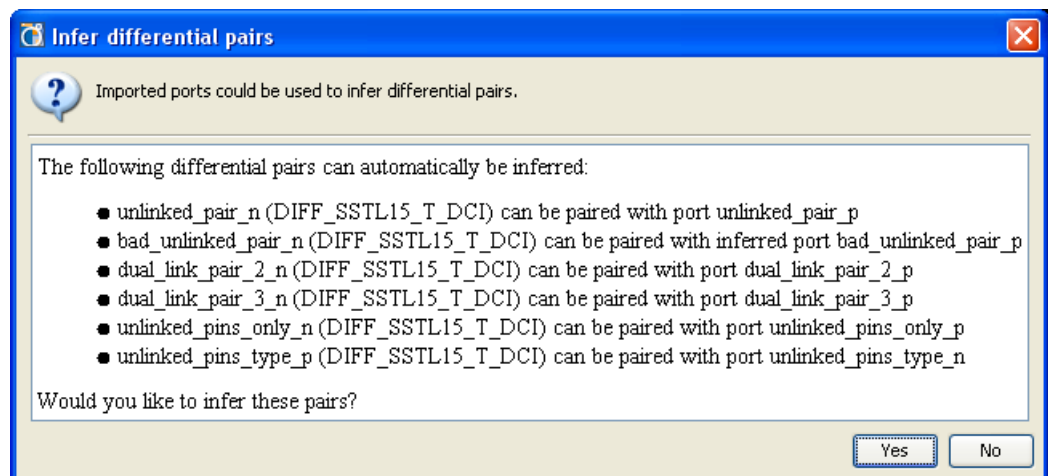 Infer differential pairs
Imported ports could be used to infer differential pairs.
The following differential pairs can automatically be inferred:
● unlinked_pair_n (DIFF_SSTL15_T_DCI) can be paired with port unlinked_pair_p
● bad_unlinked_pair_n (DIFF_SSTL15_T_DCI) can be paired with inferred port bad_unlinked_pair_p
● dual_link_pair_2_n (DIFF_SSTL15_T_DCI) can be paired with port dual_link_pair_2_p
● dual_link_pair_3_n (DIFF_SSTL15_T_DCI) can be paired with port dual_link_pair_3_p
● unlinked_pins_only_n (DIFF_SSTL15_T_DCI) can be paired with port unlinked_pins_only_p
● unlinked_pins_type_p (DIFF_SSTL15_T_DCI) can be paired with port unlinked_pins_type_n
Would you like to infer these pairs?
Yes No